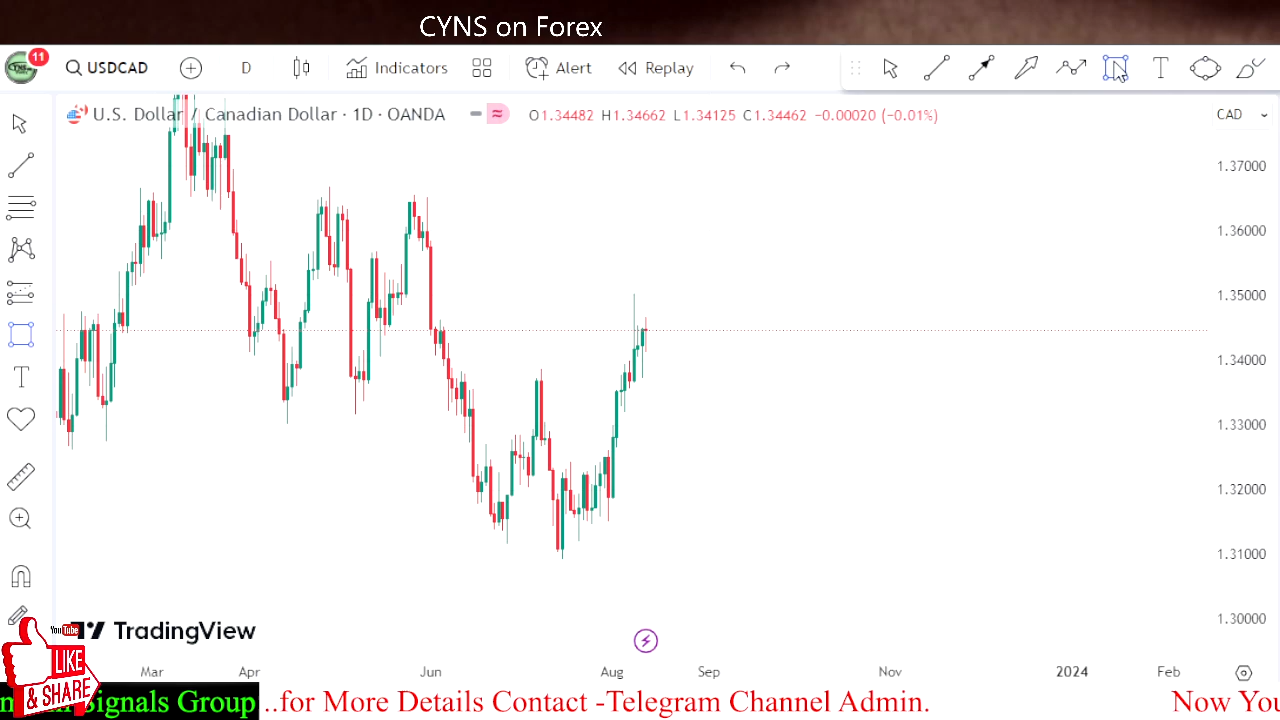 CYNS on Forex
11
USDCAD
D
Indicators
Alert
Replay
U.S. Dollar / Canadian Dollar · 1D · OANDA
O1.34482 H1.34662 L1.34125 C1.34462 −0.00020 (−0.01%)
CAD
1.37000
1.36000
1.35000
1.34000
1.33000
1.32000
1.31000
1.30000
TradingView
YouTube
LIKE
& SHARE
Mar Apr Jun Aug Sep Nov 2024 Feb
Signals Group ..for More Details Contact -Telegram Channel Admin.
Now You